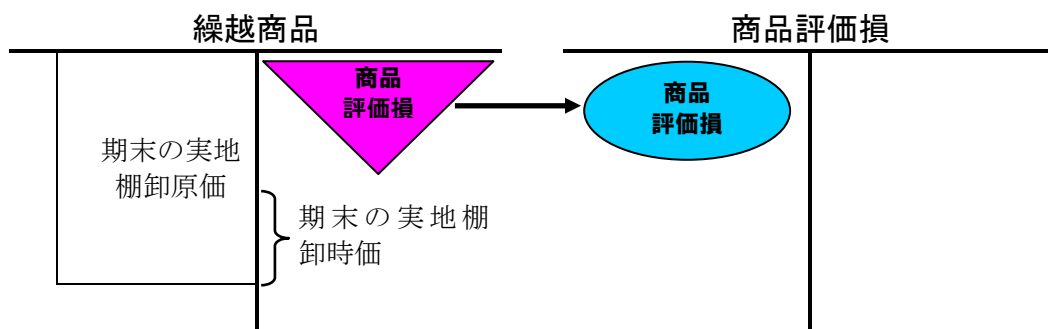 繰越商品
商品評価損
商品
評価損
商品
評価損
期末の実地
棚卸原価
期末の実地棚
卸時価